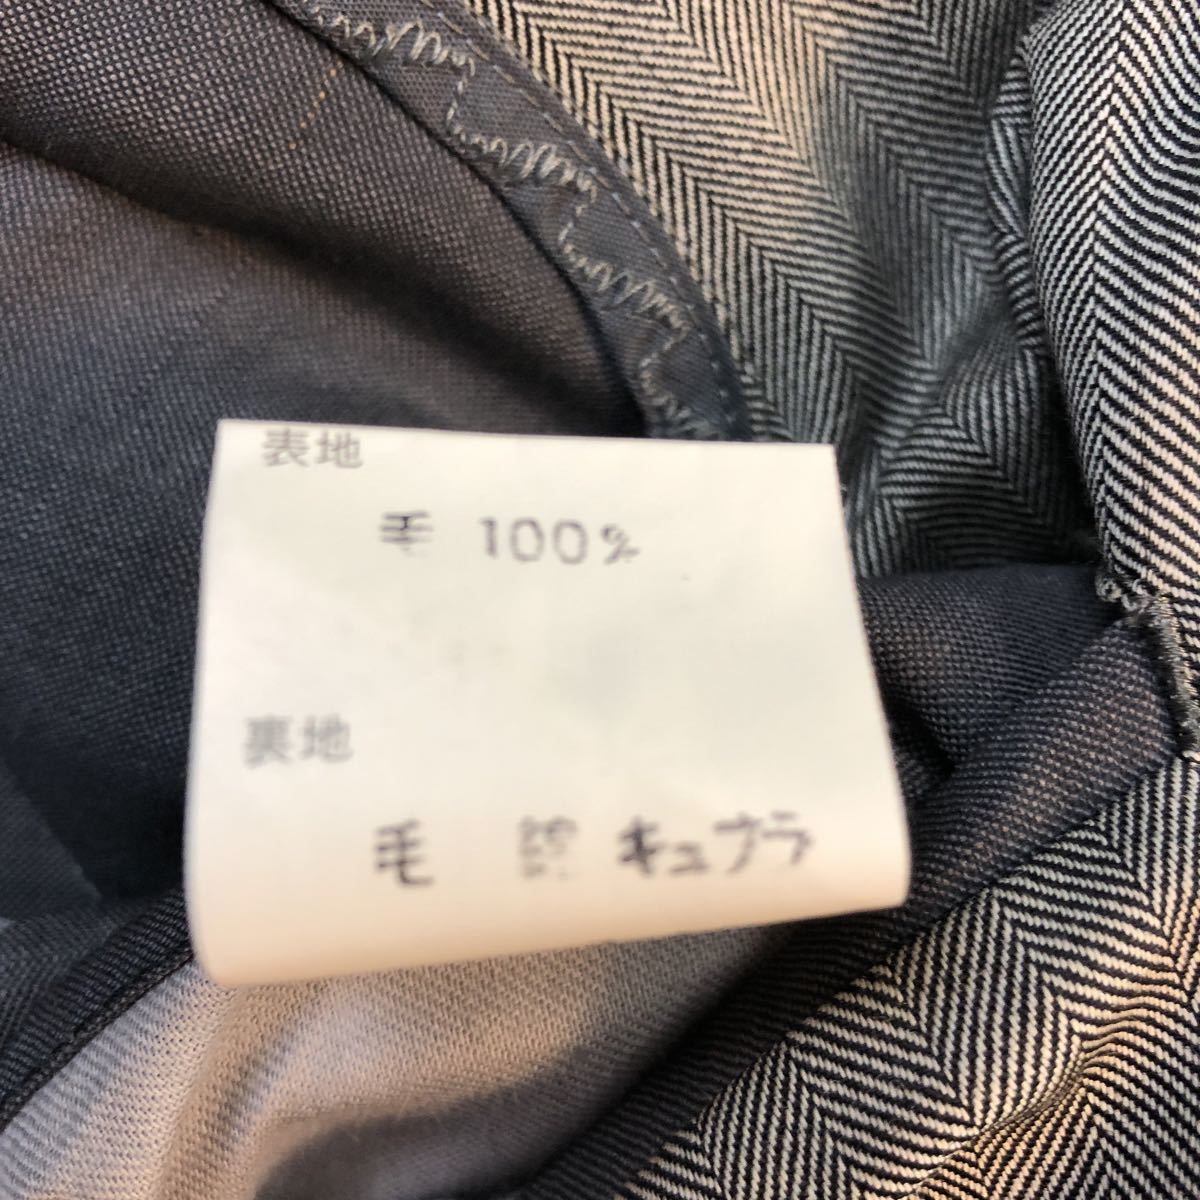 表地
毛 100%
裏地
毛 キュプラ